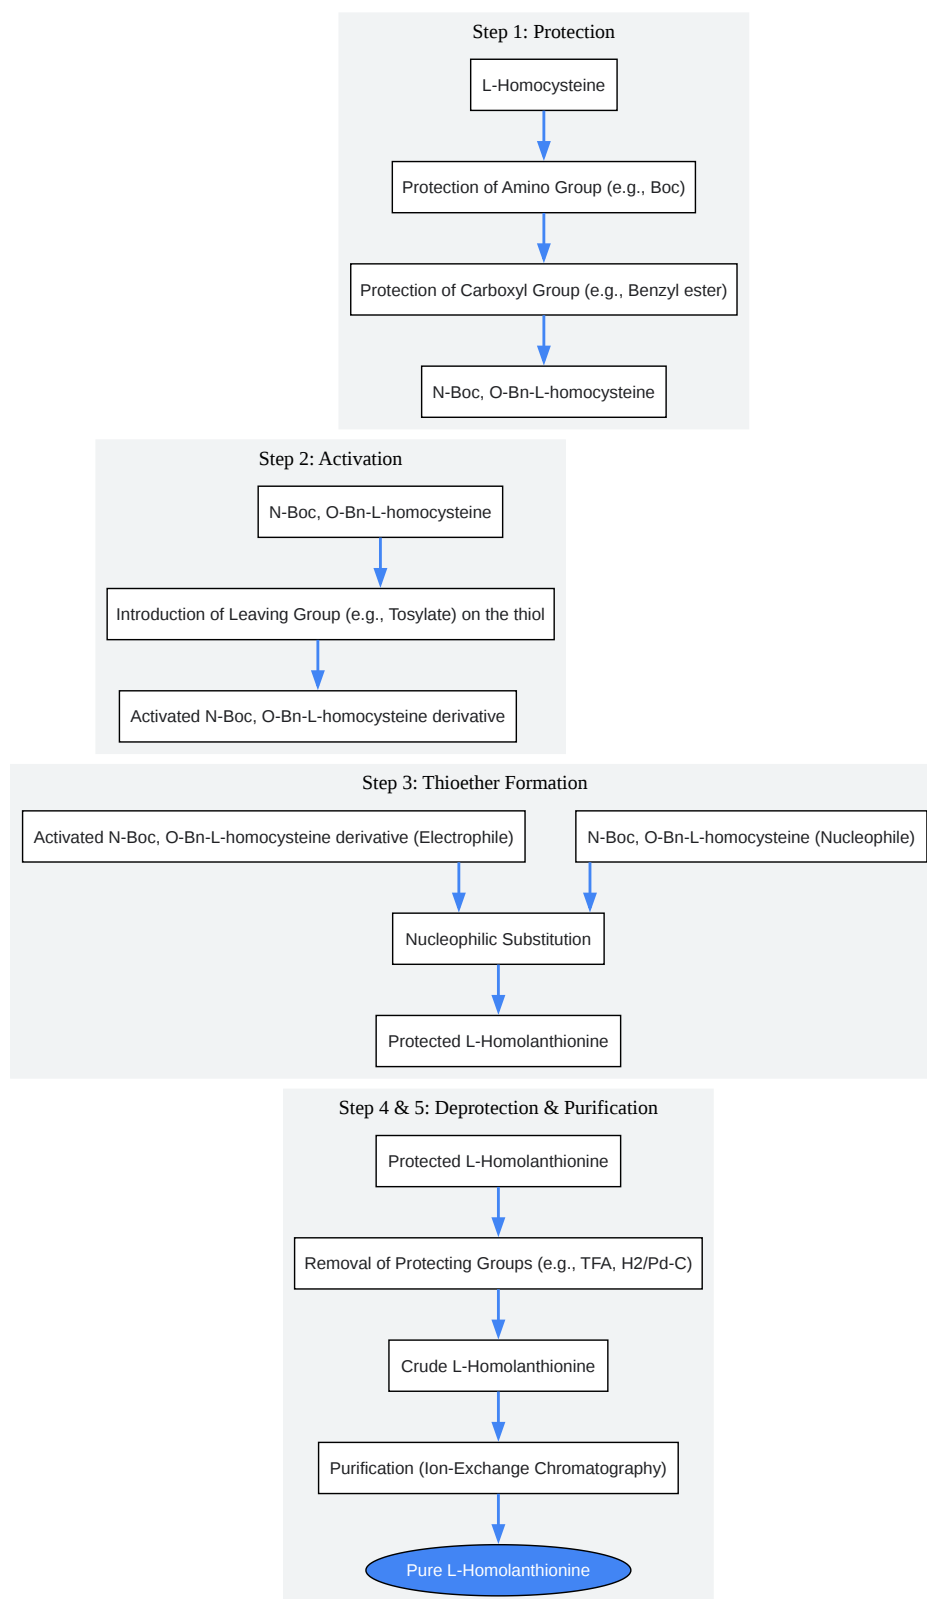 Step 1: Protection
L-Homocysteine
Protection of Amino Group (e.g., Boc)
Protection of Carboxyl Group (e.g., Benzyl ester)
N-Boc, O-Bn-L-homocysteine
Step 2: Activation
N-Boc, O-Bn-L-homocysteine
Introduction of Leaving Group (e.g., Tosylate) on the thiol
Activated N-Boc, O-Bn-L-homocysteine derivative
Step 3: Thioether Formation
Activated N-Boc, O-Bn-L-homocysteine derivative (Electrophile)
N-Boc, O-Bn-L-homocysteine (Nucleophile)
Nucleophilic Substitution
Protected L-Homolanthionine
Step 4 & 5: Deprotection & Purification
Protected L-Homolanthionine
Removal of Protecting Groups (e.g., TFA, H2/Pd-C)
Crude L-Homolanthionine
Purification (Ion-Exchange Chromatography)
Pure L-Homolanthionine